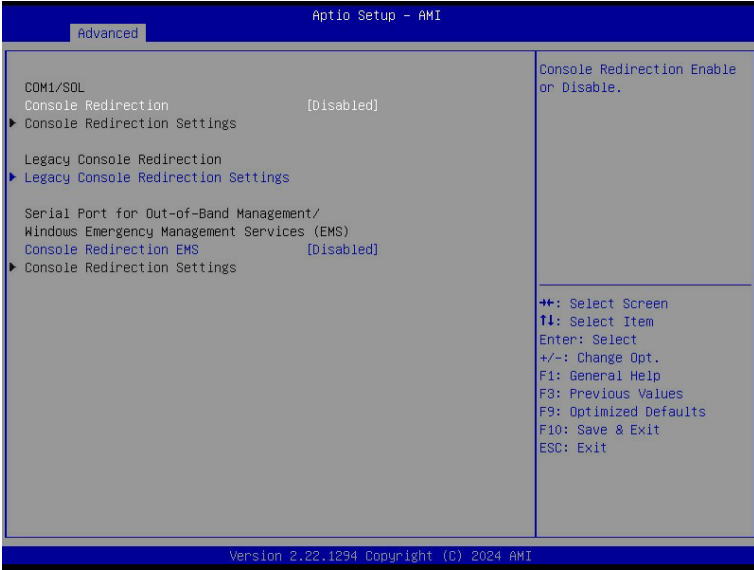 Aptio Setup – AMI
Advanced
COM1/SOL
Console Redirection [Disabled]
▶ Console Redirection Settings
Legacy Console Redirection
▶ Legacy Console Redirection Settings
Serial Port for Out-of-Band Management/
Windows Emergency Management Services (EMS)
Console Redirection EMS [Disabled]
▶ Console Redirection Settings
Console Redirection Enable
or Disable.
→←: Select Screen
↑↓: Select Item
Enter: Select
+/-: Change Opt.
F1: General Help
F3: Previous Values
F9: Optimized Defaults
F10: Save & Exit
ESC: Exit
Version 2.22.1294 Copyright (C) 2024 AMI